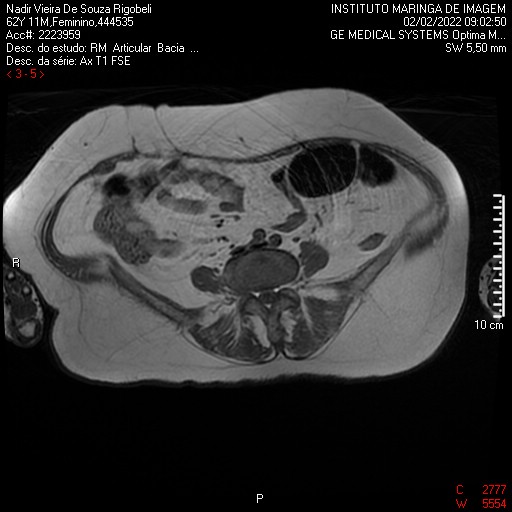 Nadir Vieira De Souza Rigobeli
62Y 11M,Feminino,444535
Acc#: 2223959
Desc. do estudo: RM Articular Bacia ...
Desc. da série: Ax T1 FSE
< 3 - 5 >
INSTITUTO MARINGA DE IMAGEM
02/02/2022 09:02:50
GE MEDICAL SYSTEMS Optima M...
SW 5,50 mm
R
10 cm
P
C 2777
W 5554